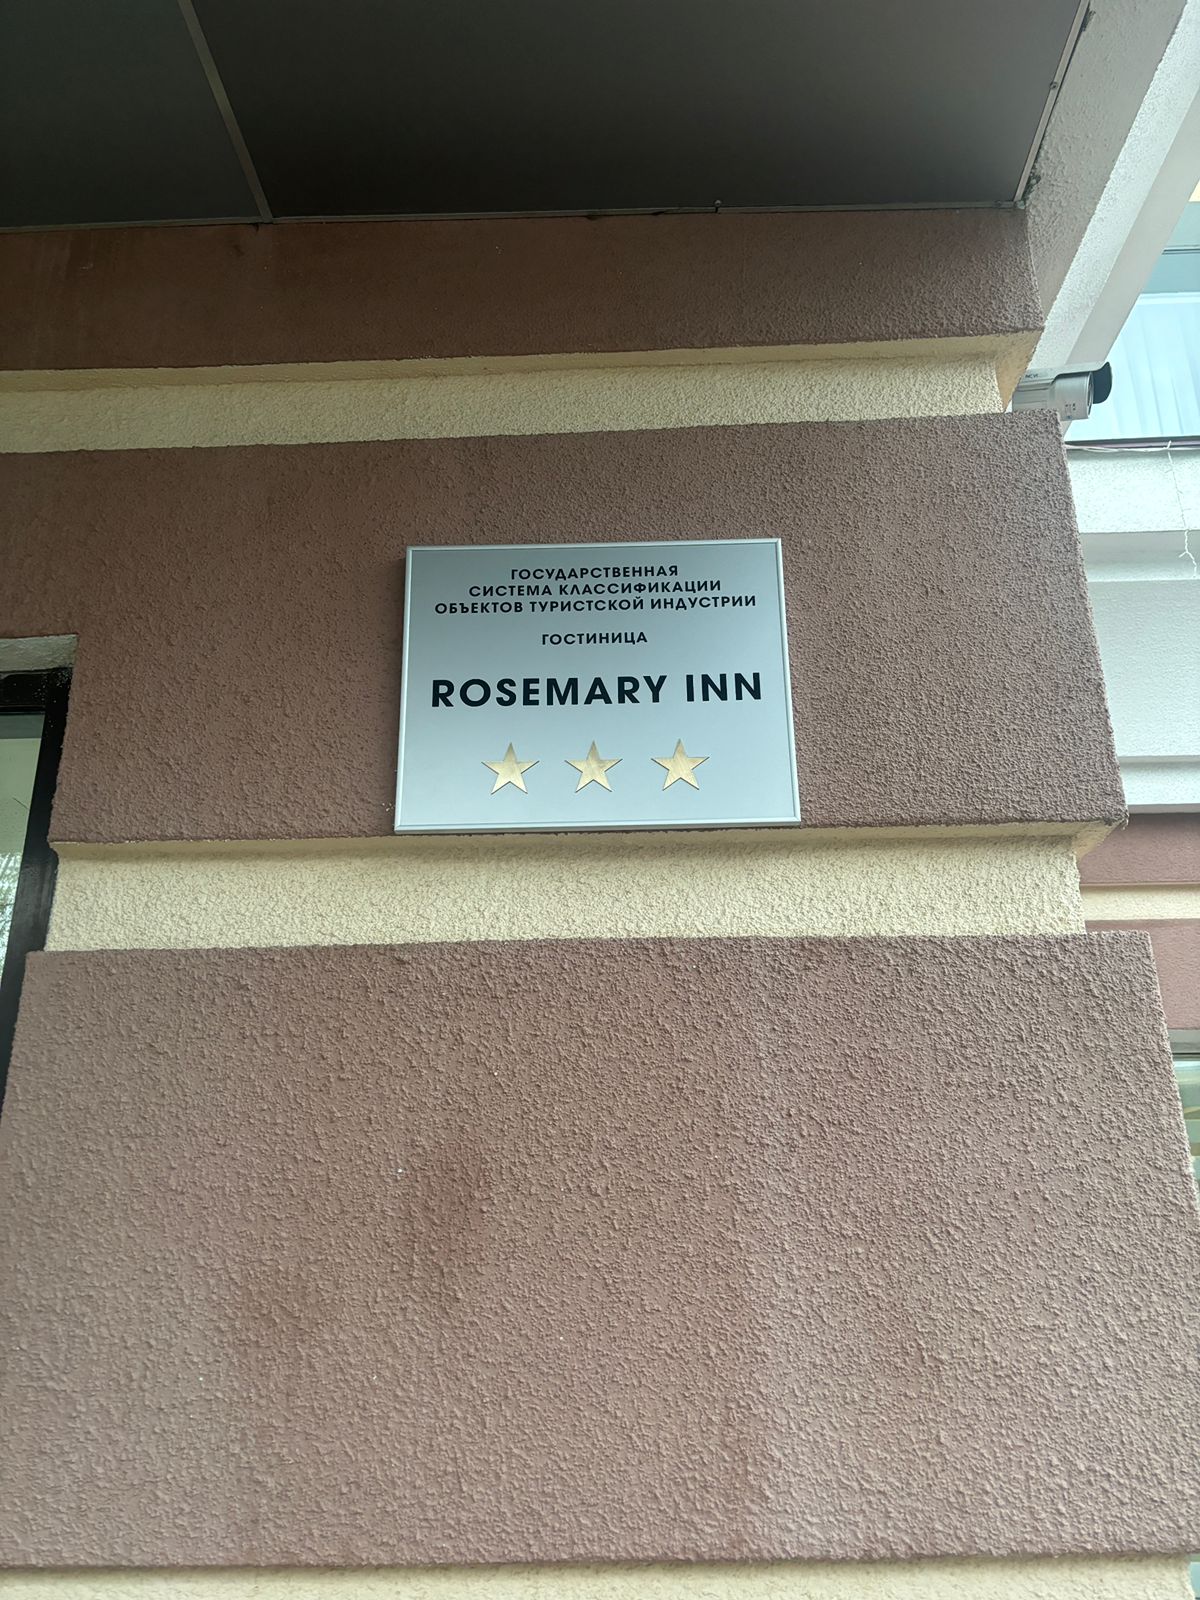 ГОСУДАРСТВЕННАЯ
СИСТЕМА КЛАССИФИКАЦИИ
ОБЪЕКТОВ ТУРИСТСКОЙ ИНДУСТРИИ
ГОСТИНИЦА
ROSEMARY INN